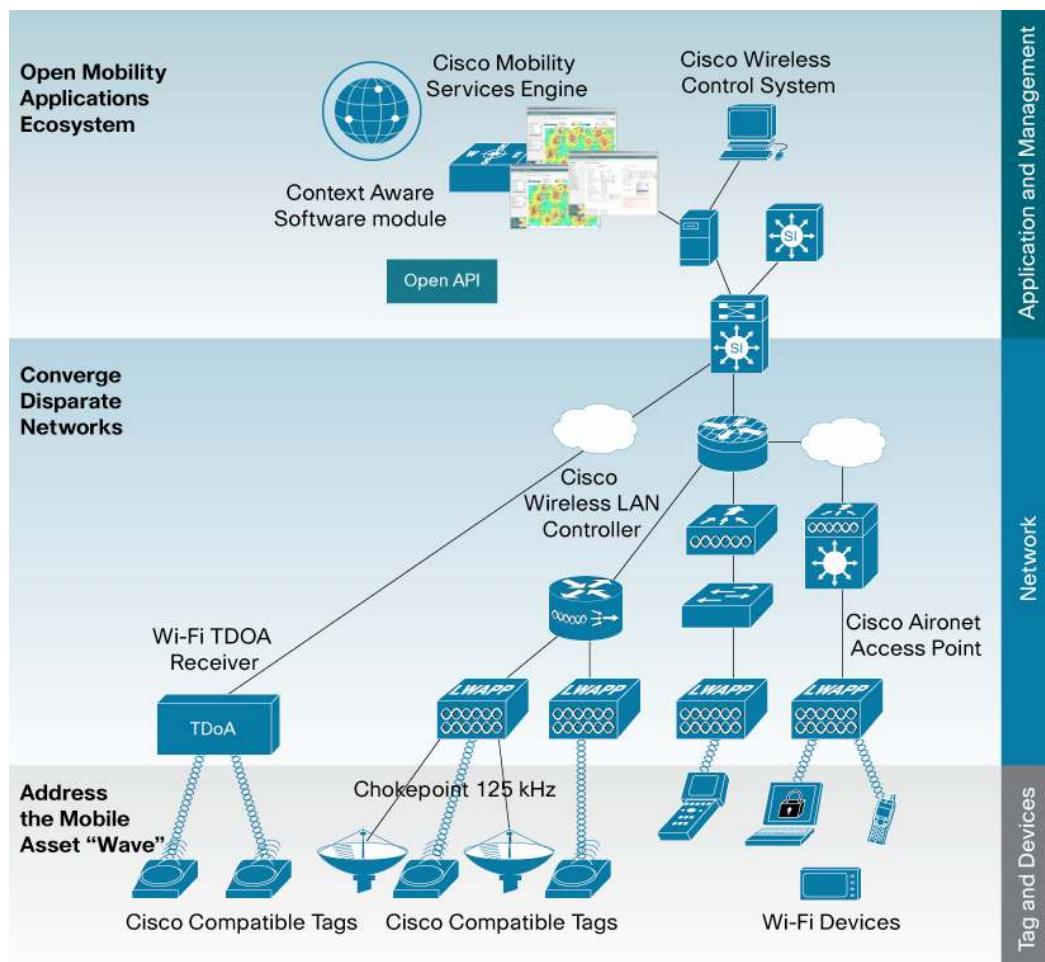 Open Mobility
Applications
Ecosystem
Cisco Mobility
Services Engine
Cisco Wireless
Control System
Context Aware
Software module
SI
Open API
SI
Application and Management
Converge
Disparate
Networks
Cisco
Wireless LAN
Controller
Wi-Fi TDOA
Receiver
Cisco Aironet
Access Point
TDoA
LWAPP
LWAPP
LWAPP
LWAPP
Network
Address
the Mobile
Asset “Wave”
Chokepoint 125 kHz
Cisco Compatible Tags
Cisco Compatible Tags
Wi-Fi Devices
Tag and Devices